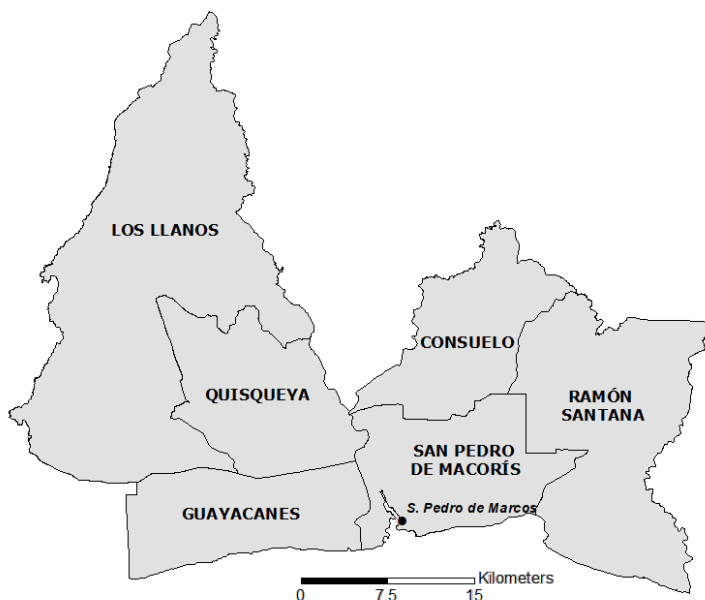 LOS LLANOS
CONSUELO
QUISQUEYA
RAMÓN
SANTANA
SAN PEDRO
DE MACORÍS
GUAYACANES
S. Pedro de Marcos
Kilometers
0 7.5 15